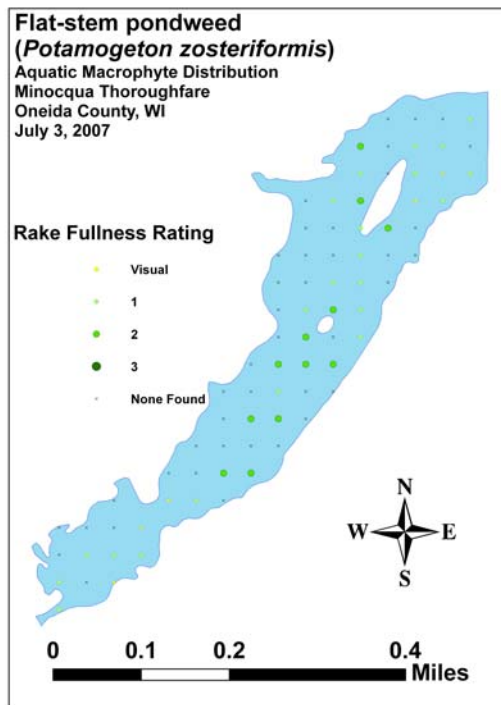 Flat-stem pondweed
(Potamogeton zosteriformis)
Aquatic Macrophyte Distribution
Minocqua Thoroughfare
Oneida County, WI
July 3, 2007
Rake Fullness Rating
Visual
1
2
3
None Found
N
W E
S
0 0.1 0.2 0.4
Miles